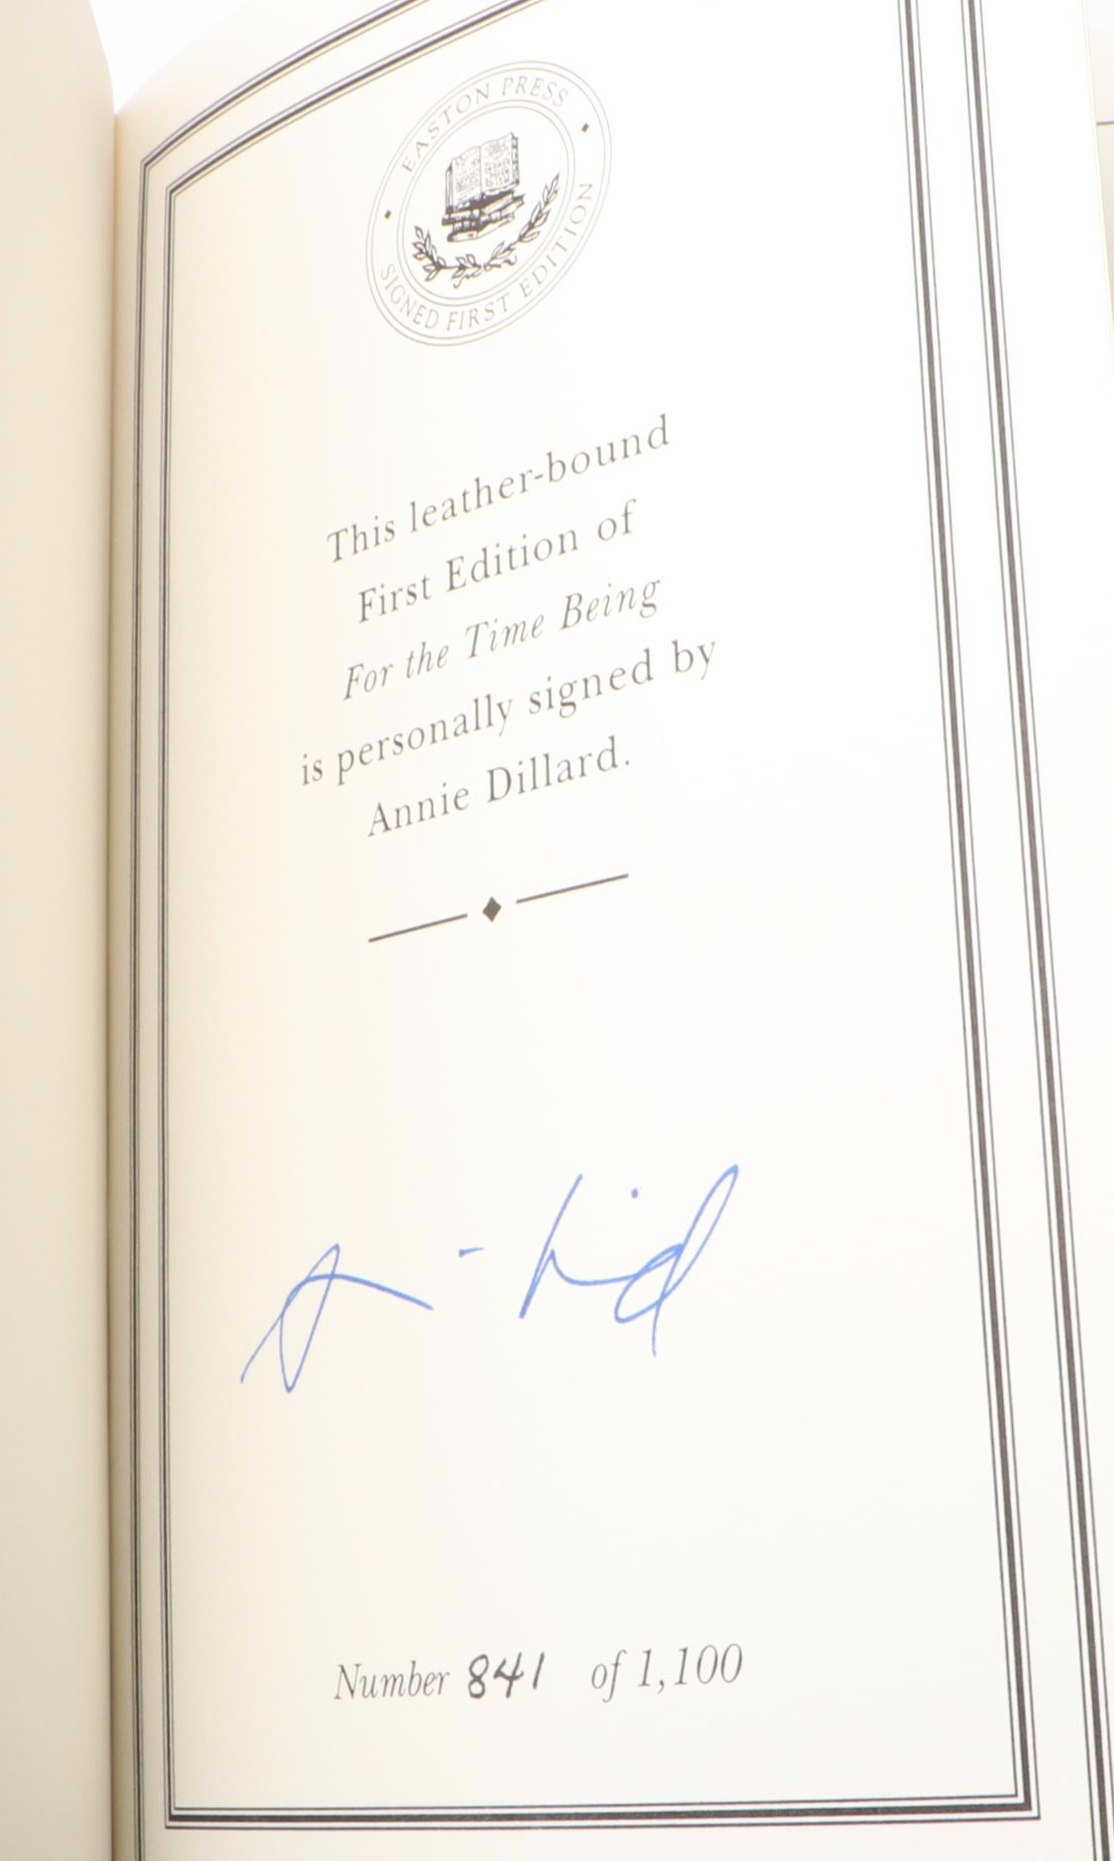 EASTON PRESS
SIGNED FIRST EDITION
This leather-bound
First Edition of
For the Time Being
is personally signed by
Annie Dillard.
Number 841 of 1,100